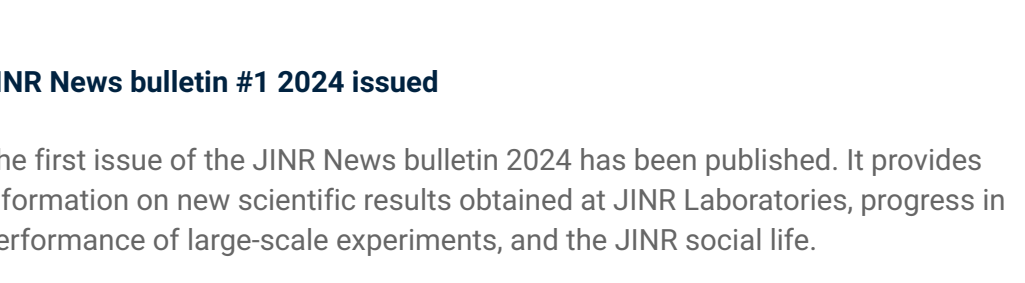 INR News bulletin #1 2024 issued
he first issue of the JINR News bulletin 2024 has been published. It provides
formation on new scientific results obtained at JINR Laboratories, progress in
erformance of large-scale experiments, and the JINR social life.